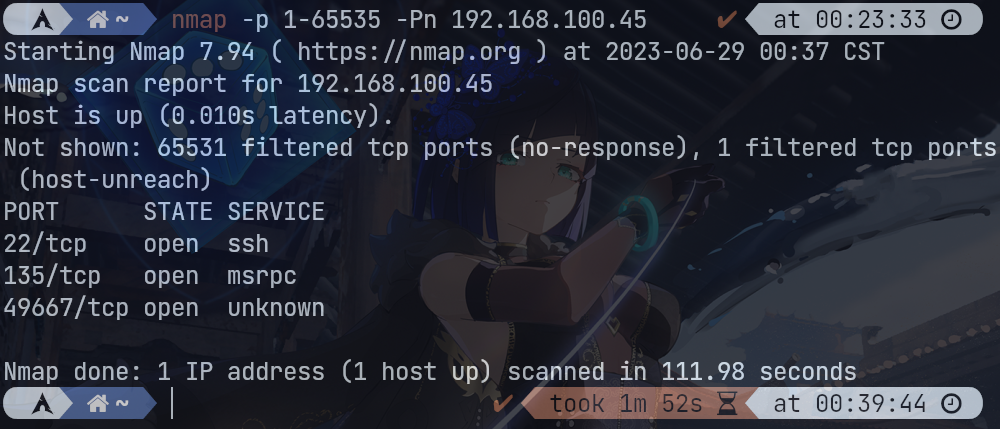 ~ nmap -p 1-65535 -Pn 192.168.100.45 ✔ at 00:23:33
Starting Nmap 7.94 ( https://nmap.org ) at 2023-06-29 00:37 CST
Nmap scan report for 192.168.100.45
Host is up (0.010s latency).
Not shown: 65531 filtered tcp ports (no-response), 1 filtered tcp ports
(host-unreach)
PORT STATE SERVICE
22/tcp open ssh
135/tcp open msrpc
49667/tcp open unknown
Nmap done: 1 IP address (1 host up) scanned in 111.98 seconds
~ ✔ took 1m 52s at 00:39:44